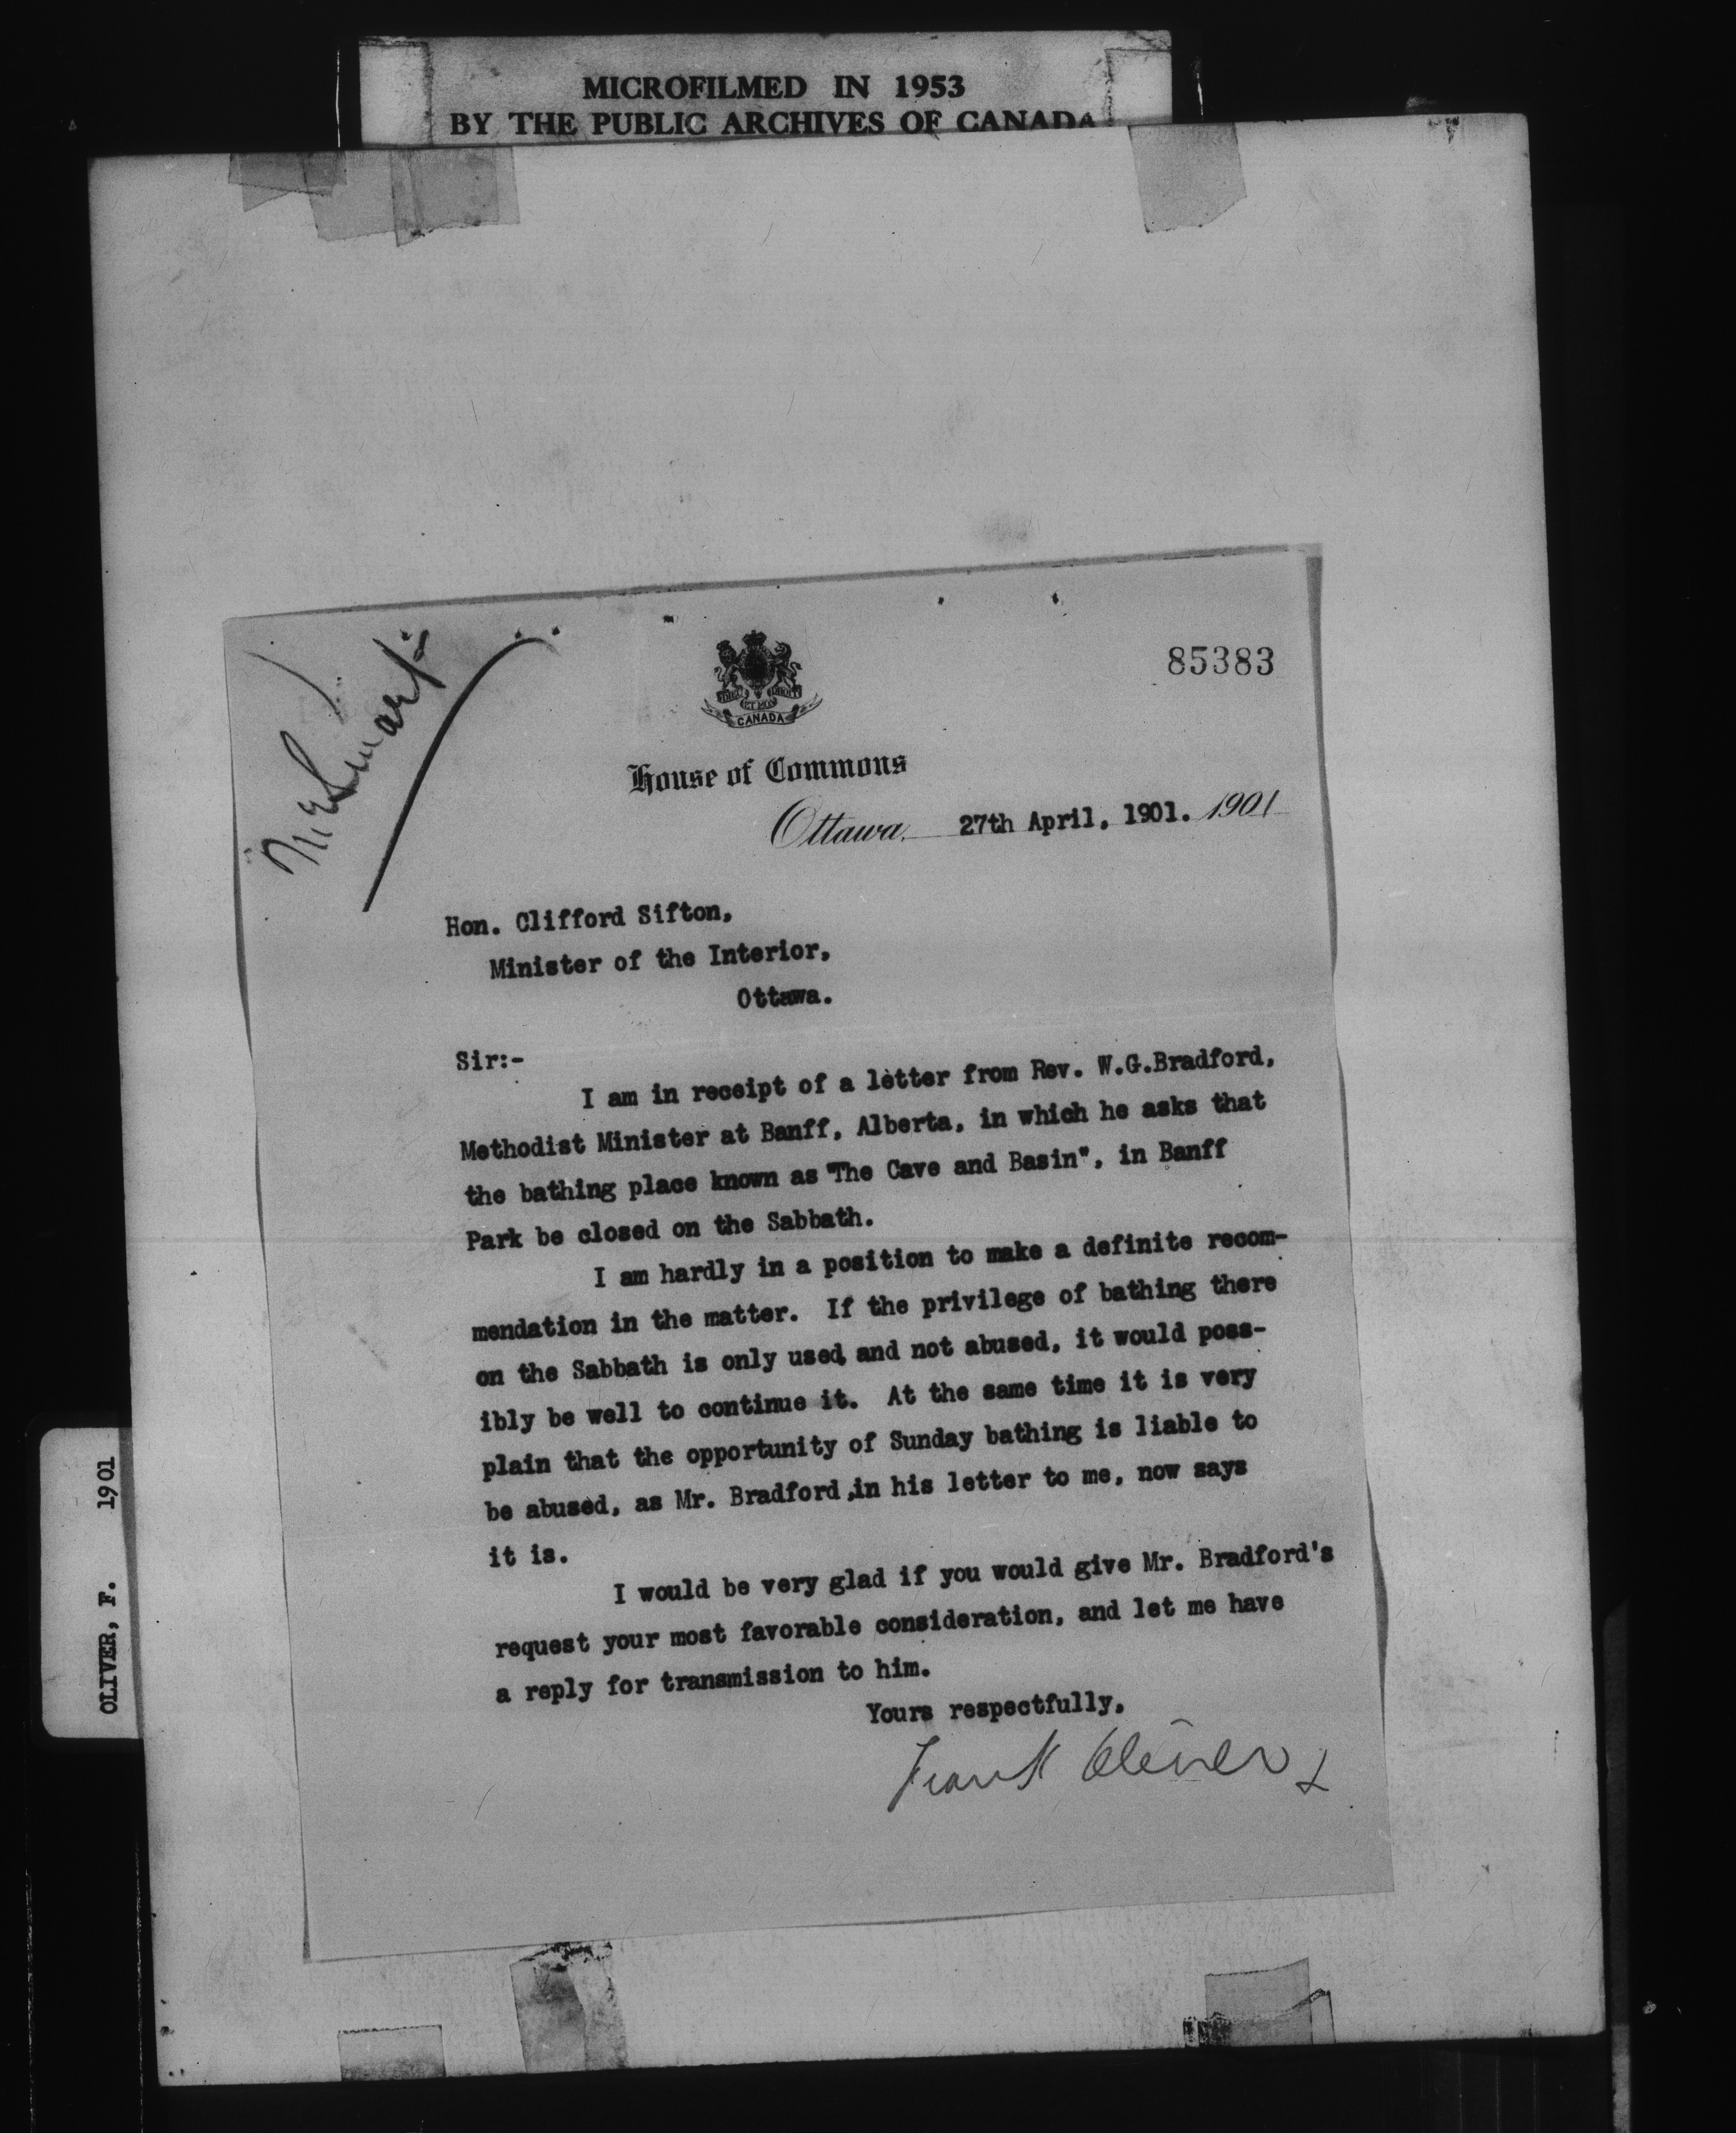 MICROFILMED IN 1953
BY THE PUBLIC ARCHIVES OF CANADA
Mr Smart:-
85383
DIEU ET MON DROIT
CANADA
House of Commons
Ottawa, 27th April, 1901. 1901
Hon. Clifford Sifton,
Minister of the Interior,
Ottawa.
Sir:-
I am in receipt of a letter from Rev. W.G.Bradford,
Methodist Minister at Banff, Alberta, in which he asks that
the bathing place known as "The Cave and Basin", in Banff
Park be closed on the Sabbath.
I am hardly in a position to make a definite recom-
mendation in the matter. If the privilege of bathing there
on the Sabbath is only used, and not abused, it would poss-
ibly be well to continue it. At the same time it is very
plain that the opportunity of Sunday bathing is liable to
be abused, as Mr. Bradford,in his letter to me, now says
it is.
I would be very glad if you would give Mr. Bradford's
request your most favorable consideration, and let me have
a reply for transmission to him.
Yours respectfully,
Frank Oliver
OLIVER, F. 1901